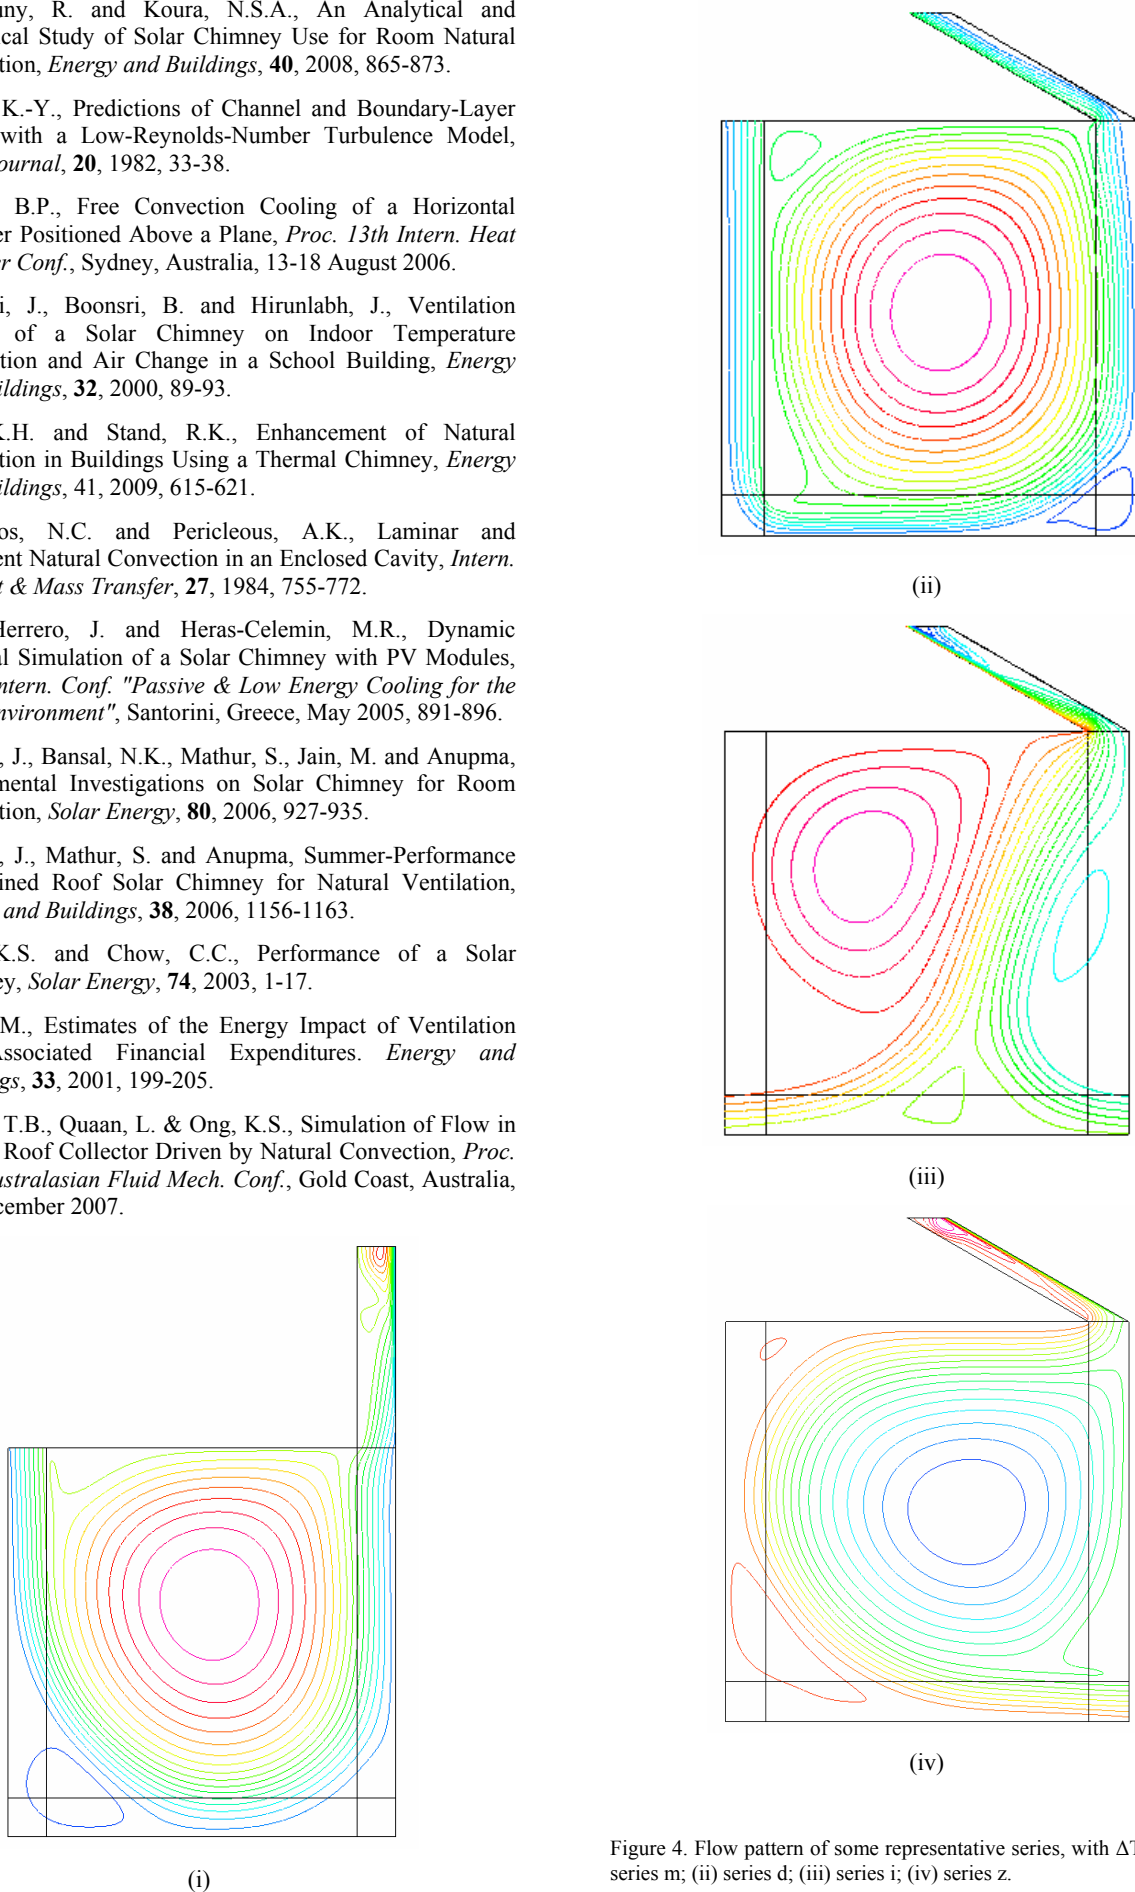 uny, R. and Koura, N.S.A., An Analytical and
ical Study of Solar Chimney Use for Room Natural
tion, Energy and Buildings, 40, 2008, 865-873.
K.-Y., Predictions of Channel and Boundary-Layer
with a Low-Reynolds-Number Turbulence Model,
ournal, 20, 1982, 33-38.
B.P., Free Convection Cooling of a Horizontal
er Positioned Above a Plane, Proc. 13th Intern. Heat
er Conf., Sydney, Australia, 13-18 August 2006.
i, J., Boonsri, B. and Hirunlabh, J., Ventilation
of a Solar Chimney on Indoor Temperature
tion and Air Change in a School Building, Energy
ildings, 32, 2000, 89-93.
K.H. and Stand, R.K., Enhancement of Natural
tion in Buildings Using a Thermal Chimney, Energy
ildings, 41, 2009, 615-621.
os, N.C. and Pericleous, A.K., Laminar and
ent Natural Convection in an Enclosed Cavity, Intern.
t & Mass Transfer, 27, 1984, 755-772.
Herrero, J. and Heras-Celemin, M.R., Dynamic
al Simulation of a Solar Chimney with PV Modules,
ntern. Conf. "Passive & Low Energy Cooling for the
nvironment", Santorini, Greece, May 2005, 891-896.
, J., Bansal, N.K., Mathur, S., Jain, M. and Anupma,
mental Investigations on Solar Chimney for Room
tion, Solar Energy, 80, 2006, 927-935.
, J., Mathur, S. and Anupma, Summer-Performance
ined Roof Solar Chimney for Natural Ventilation,
and Buildings, 38, 2006, 1156-1163.
K.S. and Chow, C.C., Performance of a Solar
ey, Solar Energy, 74, 2003, 1-17.
M., Estimates of the Energy Impact of Ventilation
Associated Financial Expenditures. Energy and
ngs, 33, 2001, 199-205.
T.B., Quaan, L. & Ong, K.S., Simulation of Flow in
Roof Collector Driven by Natural Convection, Proc.
ustralasian Fluid Mech. Conf., Gold Coast, Australia,
cember 2007.
(i)
(ii)
(iii)
(iv)
Figure 4. Flow pattern of some representative series, with ΔT
series m; (ii) series d; (iii) series i; (iv) series z.